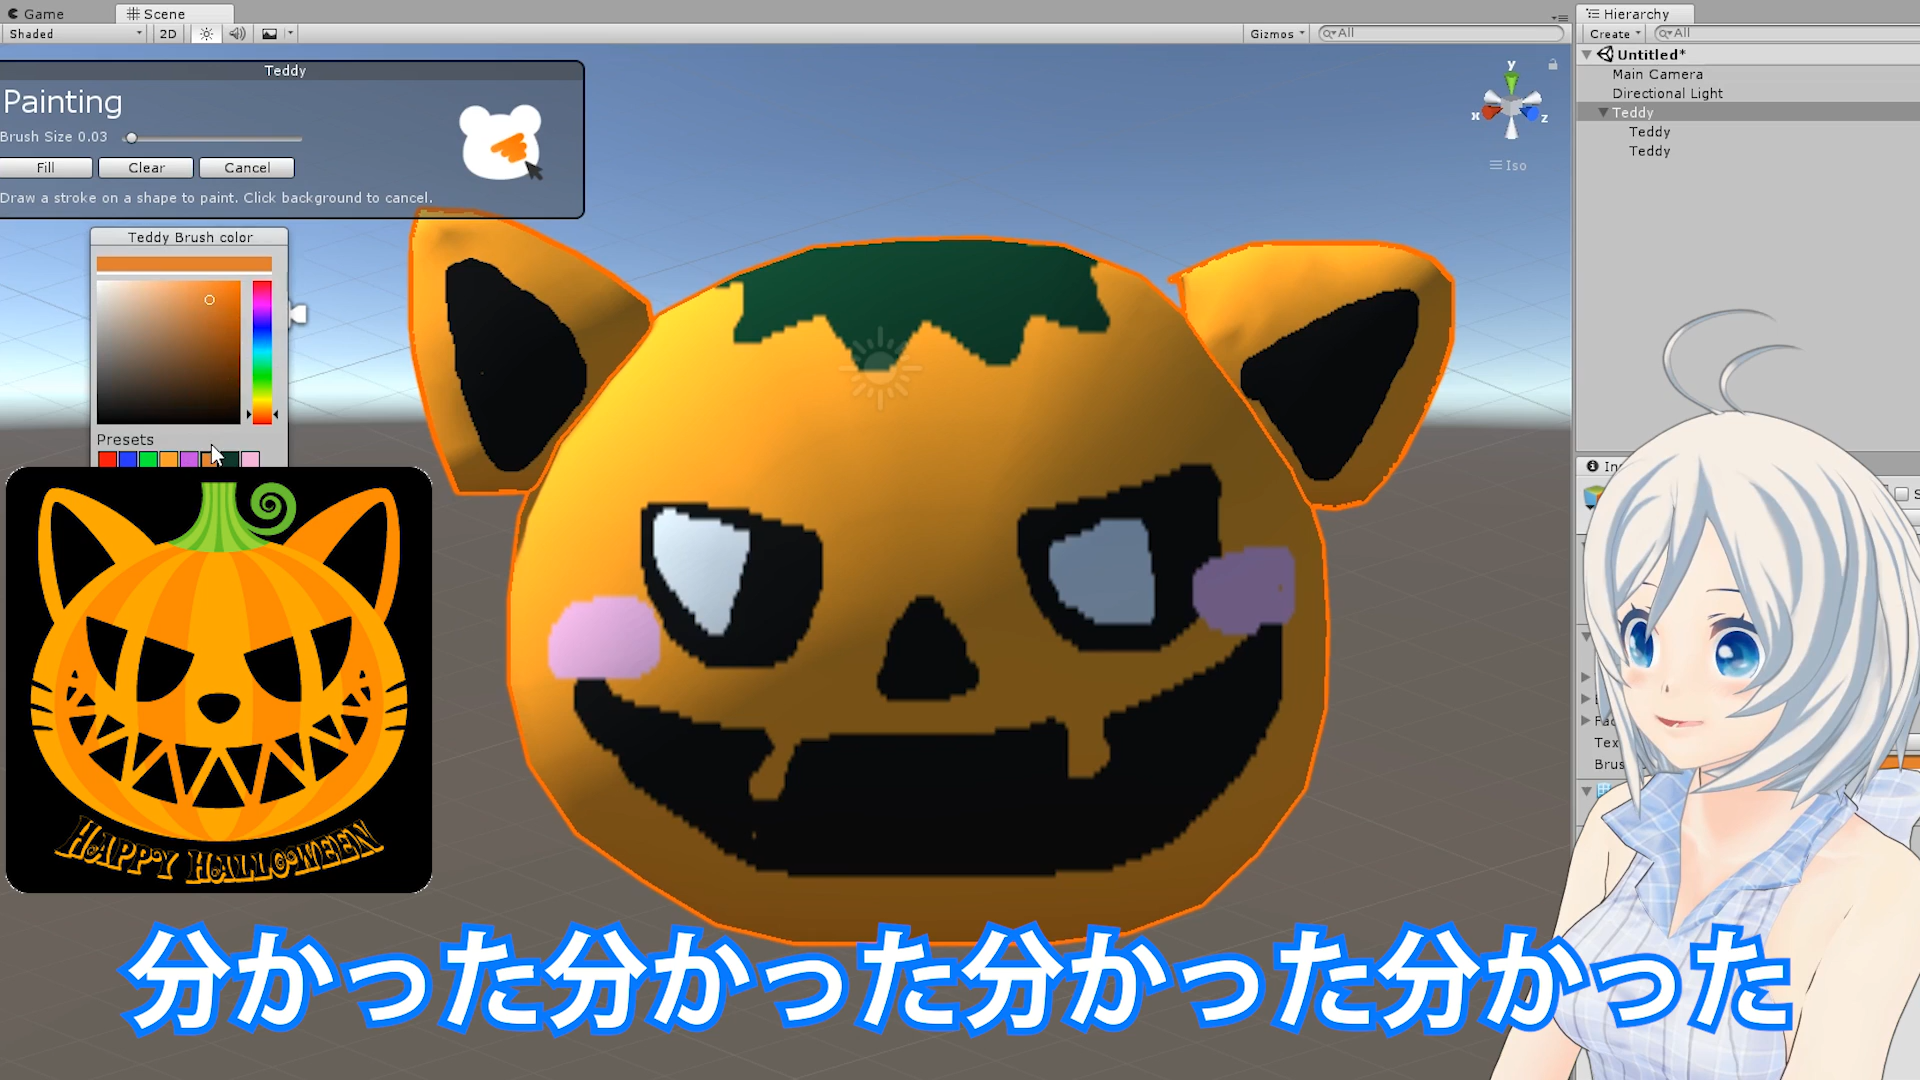 Game
Scene
Shaded
2D
Gizmos
All
Hierarchy
Create
All
Untitled*
Main Camera
Directional Light
Teddy
Teddy
Teddy
Teddy
Painting
Brush Size 0.03
Fill
Clear
Cancel
Draw a stroke on a shape to paint. Click background to cancel.
Teddy Brush color
Presets
y
x
z
Iso
HAPPY HALLOWEEN
分かった分かった分かった分かった